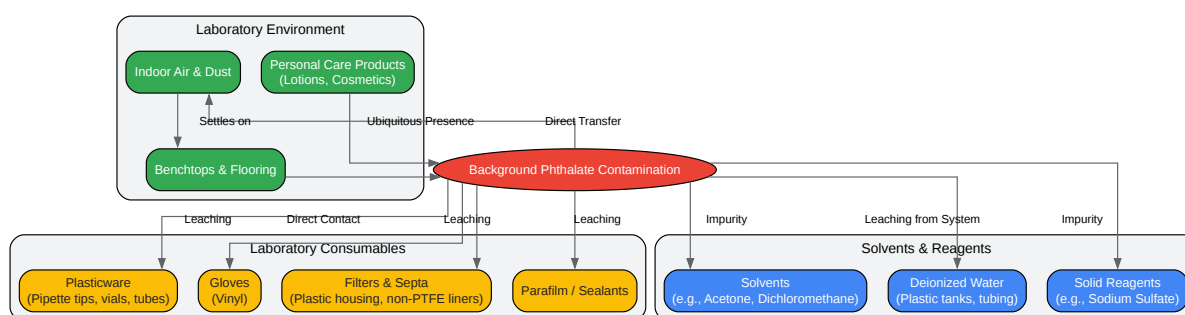 Laboratory Environment
Indoor Air & Dust
Personal Care Products
(Lotions, Cosmetics)
Settles on
Ubiquitous Presence
Direct Transfer
Benchtops & Flooring
Background Phthalate Contamination
Leaching
Direct Contact
Leaching
Leaching
Impurity
Leaching from System
Impurity
Laboratory Consumables
Solvents & Reagents
Plasticware
(Pipette tips, vials, tubes)
Gloves
(Vinyl)
Filters & Septa
(Plastic housing, non-PTFE liners)
Parafilm / Sealants
Solvents
(e.g., Acetone, Dichloromethane)
Deionized Water
(Plastic tanks, tubing)
Solid Reagents
(e.g., Sodium Sulfate)